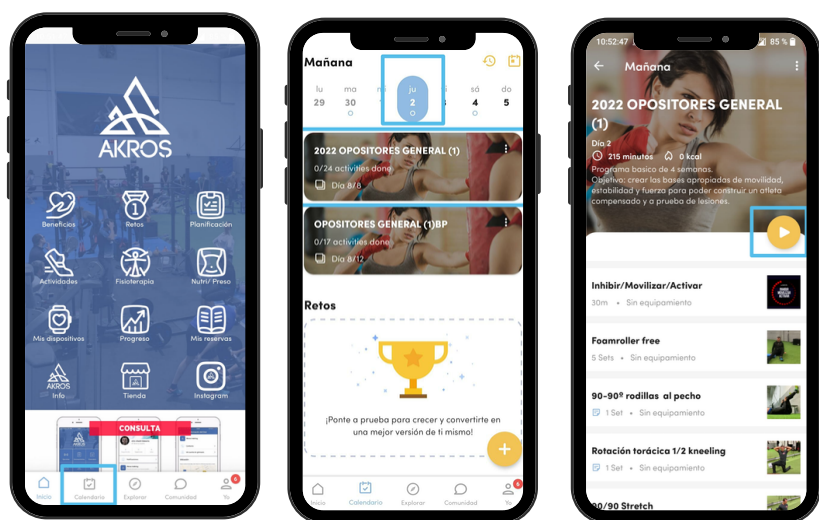 AKROS
Beneficios
Retos
Planificación
Actividades
Fisioterapia
Nutri/ Preso
Mis dispositivos
Progreso
Mis reservas
AKROS
Info
Tienda
Instagram
CONSULTA
Inicio
Calendario
Explorar
Comunidad
Yo
6
Mañana
lu ma ju sá do
29 30 2 4 5
2022 OPOSITORES GENERAL (1)
0/24 activities done
Día 8/8
OPOSITORES GENERAL (1)BP
0/17 activities done
Día 8/12
Retos
¡Ponte a prueba para crecer y convertirte en
una mejor versión de ti mismo!
Inicio
Calendario
Explorar
Comunidad
Yo
6
10:52:47 85 %
Mañana
2022 OPOSITORES GENERAL
(1)
Día 2
215 minutos 0 kcal
Programa basico de 4 semanas.
Objetivo: crear las bases apropiadas de movilidad,
estabilidad y fuerza para poder construir un atleta
compensado y a prueba de lesiones.
Inhibir/Movilizar/Activar
30m • Sin equipamiento
Foamroller free
5 Sets • Sin equipamiento
90-90º rodillas al pecho
1 Set • Sin equipamiento
Rotación torácica 1/2 kneeling
1 Set • Sin equipamiento
90/90 Stretch